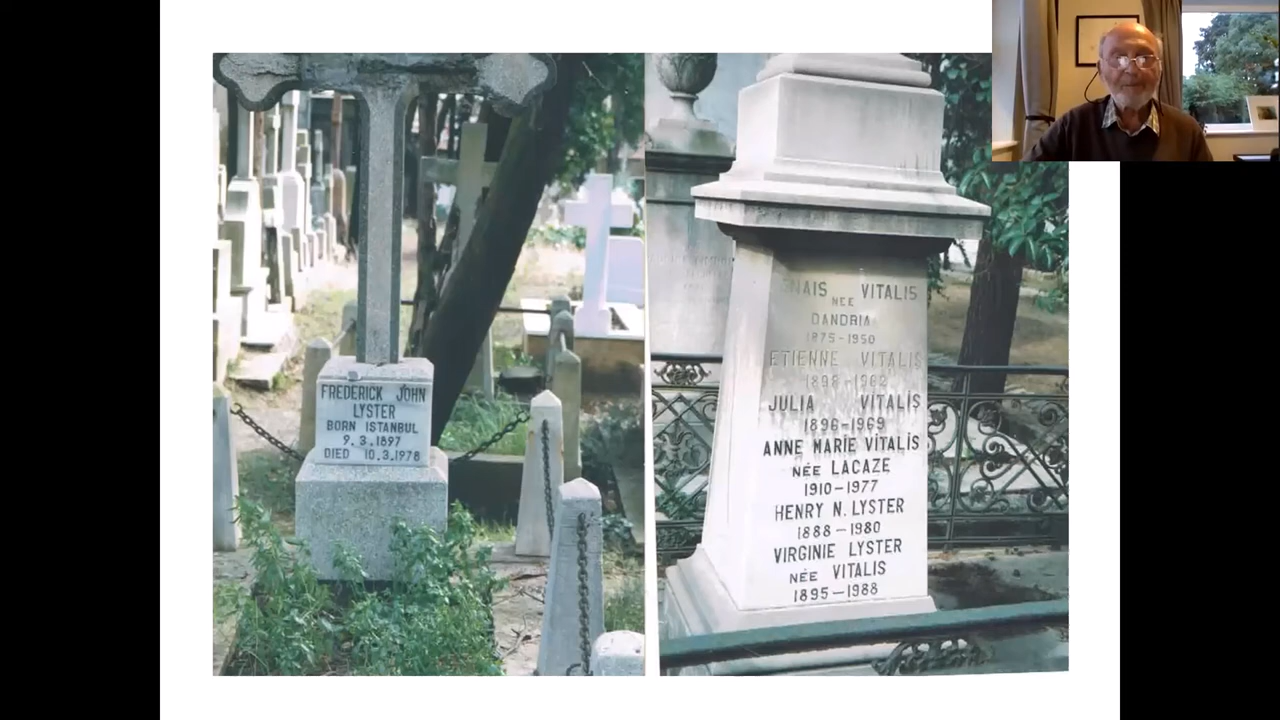 FREDERICK JOHN
LYSTER
BORN ISTANBUL
9.3.1897
DIED 10.3.1978
VITALIS
NEE
DANDRIA
1875-1950
ETIENNE VITALIS
1898-1962
JULIA VITALIS
1896-1969
ANNE MARIE VITALIS
NÉE LACAZE
1910-1977
HENRY N. LYSTER
1888-1980
VIRGINIE LYSTER
NÉE VITALIS
1895-1988